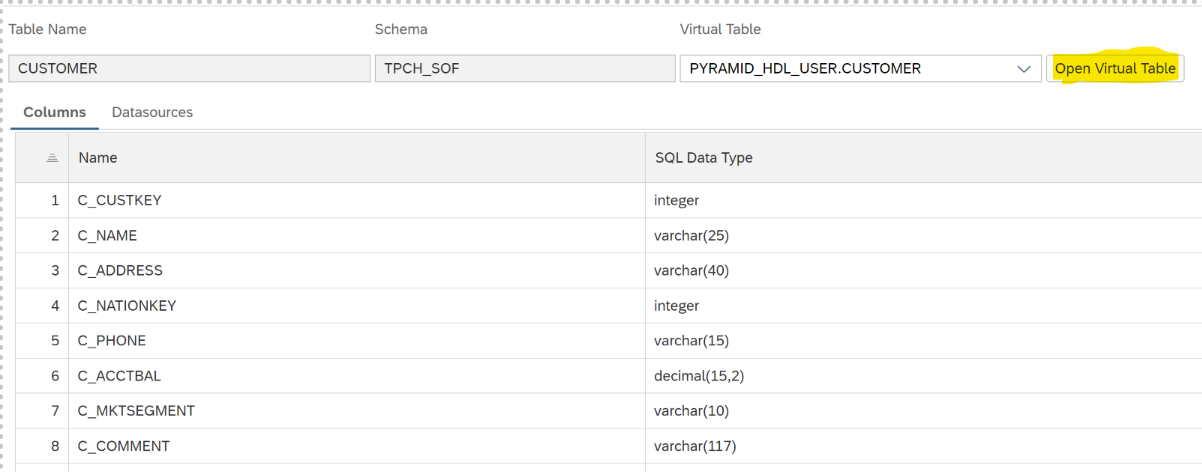 Table Name Schema Virtual Table
CUSTOMER TPCH_SOF PYRAMID_HDL_USER.CUSTOMER Open Virtual Table
Columns Datasources
Name SQL Data Type
1 C_CUSTKEY integer
2 C_NAME varchar(25)
3 C_ADDRESS varchar(40)
4 C_NATIONKEY integer
5 C_PHONE varchar(15)
6 C_ACCTBAL decimal(15,2)
7 C_MKTSEGMENT varchar(10)
8 C_COMMENT varchar(117)